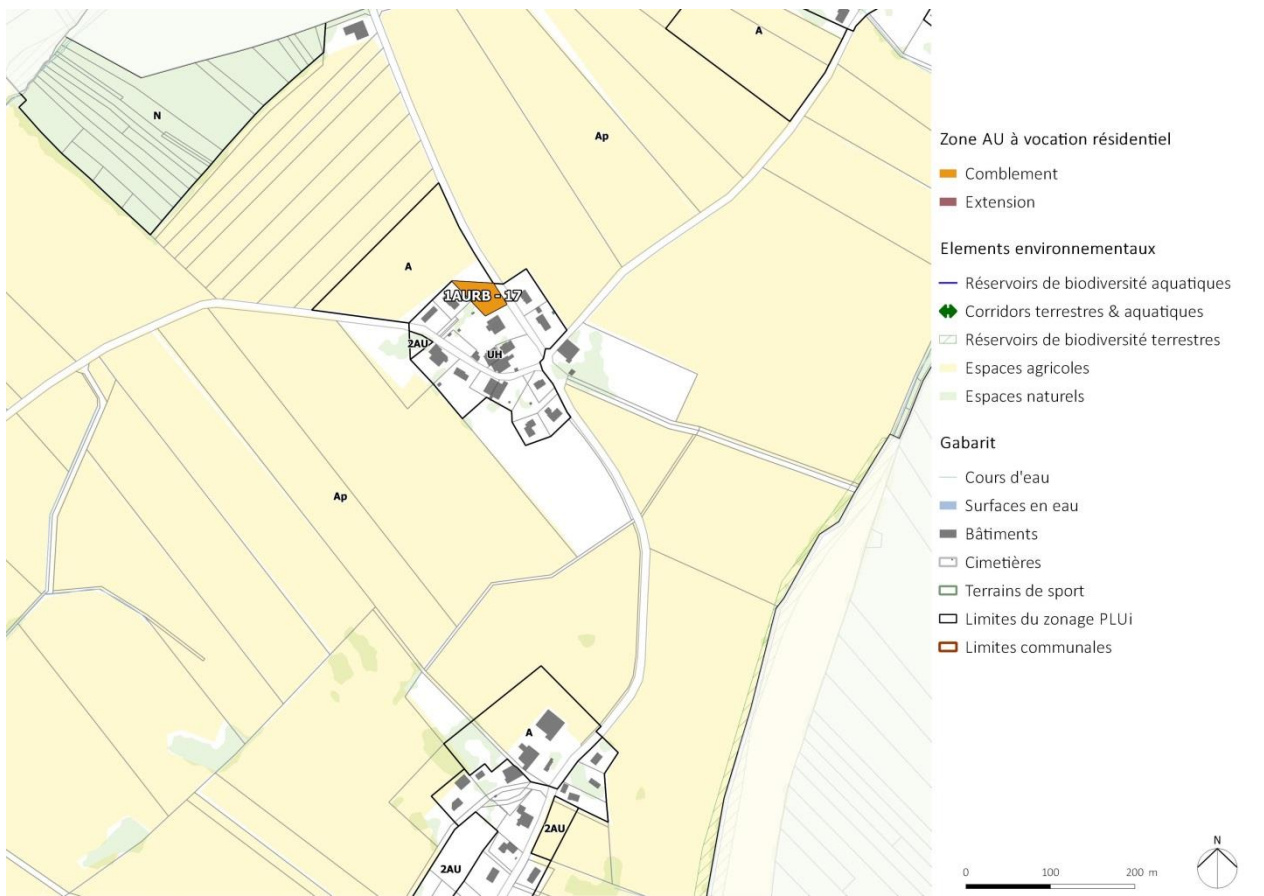 A
N
Ap
A
1AURB - 17
2AU
UH
Ap
A
2AU
2AU
Zone AU à vocation résidentiel
Comblement
Extension
Elements environnementaux
Réservoirs de biodiversité aquatiques
Corridors terrestres & aquatiques
Réservoirs de biodiversité terrestres
Espaces agricoles
Espaces naturels
Gabarit
Cours d'eau
Surfaces en eau
Bâtiments
Cimetières
Terrains de sport
Limites du zonage PLUi
Limites communales
N
0 100 200 m